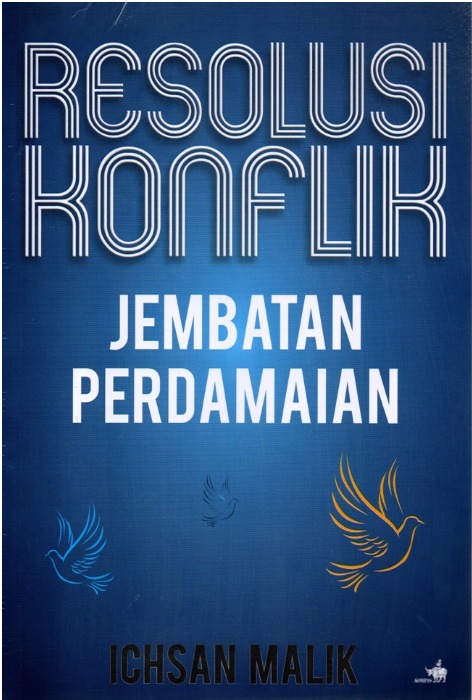 RESOLUSI
KONFLIK
JEMBATAN
PERDAMAIAN
ICHSAN MALIK